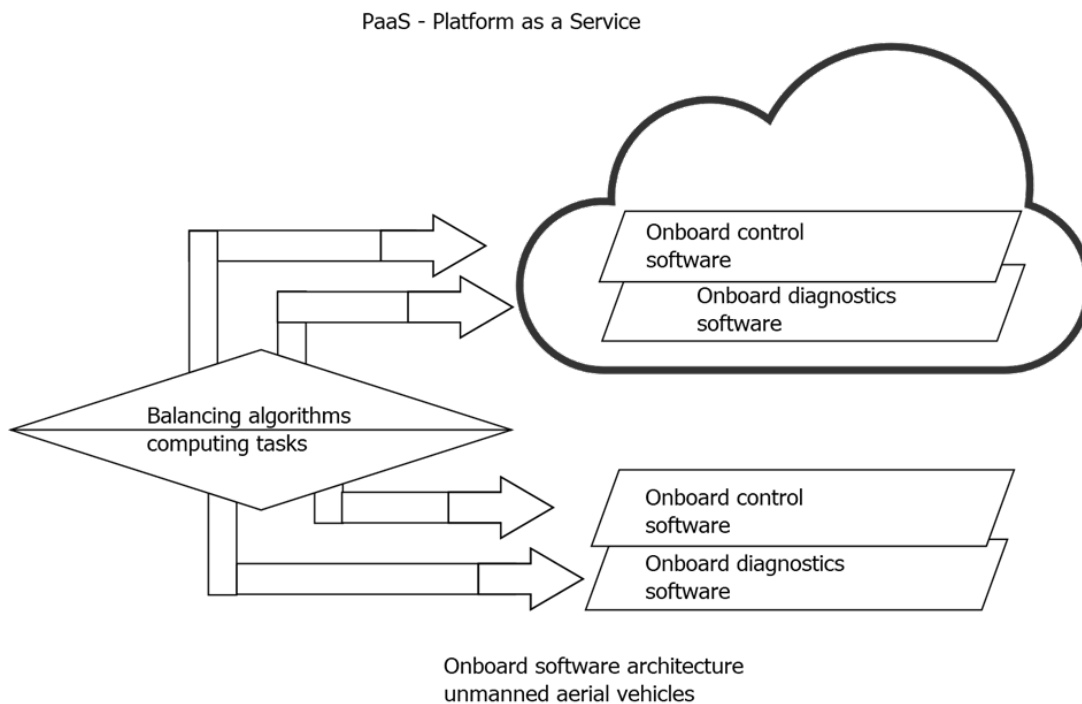 PaaS - Platform as a Service
Onboard control
software
Onboard diagnostics
software
Balancing algorithms
computing tasks
Onboard control
software
Onboard diagnostics
software
Onboard software architecture
unmanned aerial vehicles